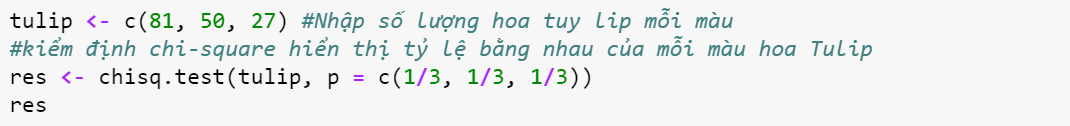 tulip <- c(81, 50, 27) #Nhập số lượng hoa tuy lip mỗi màu
#kiểm định chi-square hiển thị tỷ lệ bằng nhau của mỗi màu hoa Tulip
res <- chisq.test(tulip, p = c(1/3, 1/3, 1/3))
res